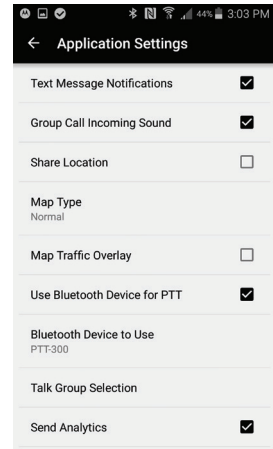 44% 3:03 PM
Application Settings
Text Message Notifications
Group Call Incoming Sound
Share Location
Map Type
Normal
Map Traffic Overlay
Use Bluetooth Device for PTT
Bluetooth Device to Use
PTT-300
Talk Group Selection
Send Analytics